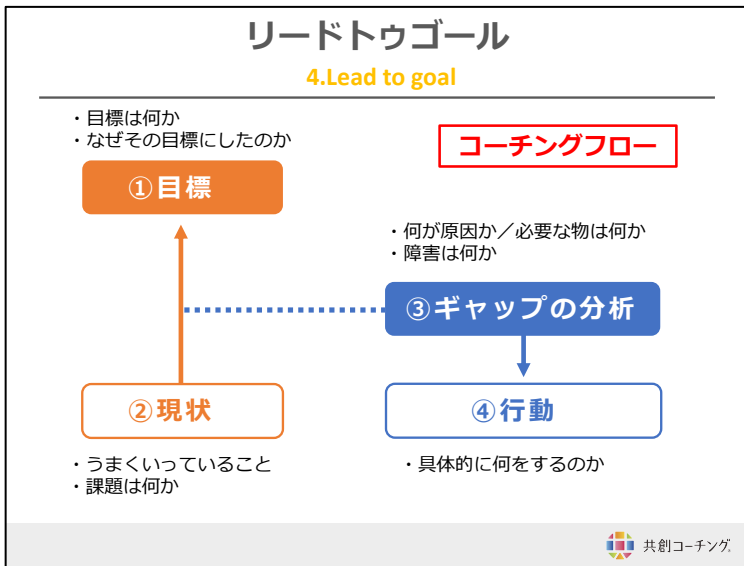 リードトゥゴール
4.Lead to goal
・目標は何か
・なぜその目標にしたのか
コーチングフロー
①目標
・何が原因か／必要な物は何か
・障害は何か
③ギャップの分析
②現状
④行動
・うまくいっていること
・課題は何か
・具体的に何をするのか
共創コーチング®